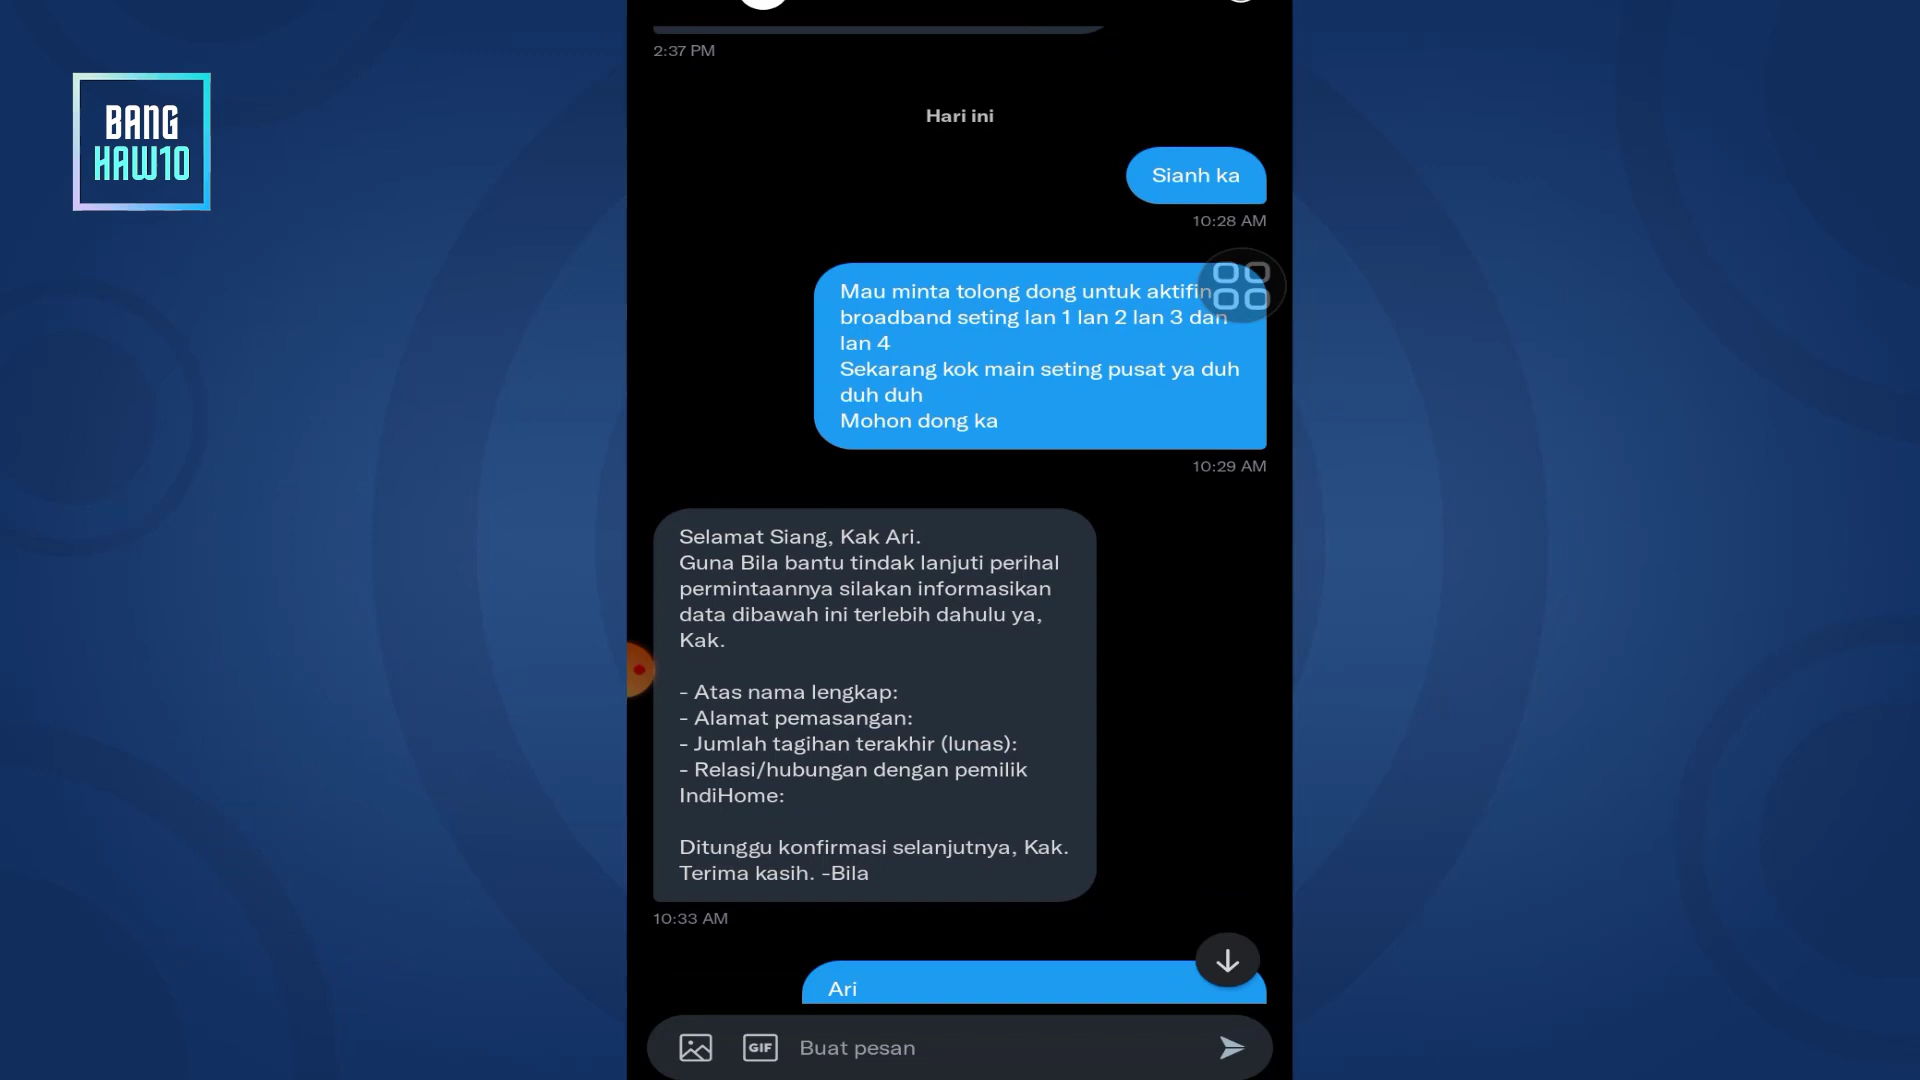 BANG
HAW10
2:37 PM
Hari ini
Sianh ka
10:28 AM
Mau minta tolong dong untuk aktifin
broadband seting lan 1 lan 2 lan 3 dan
lan 4
Sekarang kok main seting pusat ya duh
duh duh
Mohon dong ka
10:29 AM
Selamat Siang, Kak Ari.
Guna Bila bantu tindak lanjuti perihal
permintaannya silakan informasikan
data dibawah ini terlebih dahulu ya,
Kak.
- Atas nama lengkap:
- Alamat pemasangan:
- Jumlah tagihan terakhir (lunas):
- Relasi/hubungan dengan pemilik
IndiHome:
Ditunggu konfirmasi selanjutnya, Kak.
Terima kasih. -Bila
10:33 AM
Ari
GIF Buat pesan